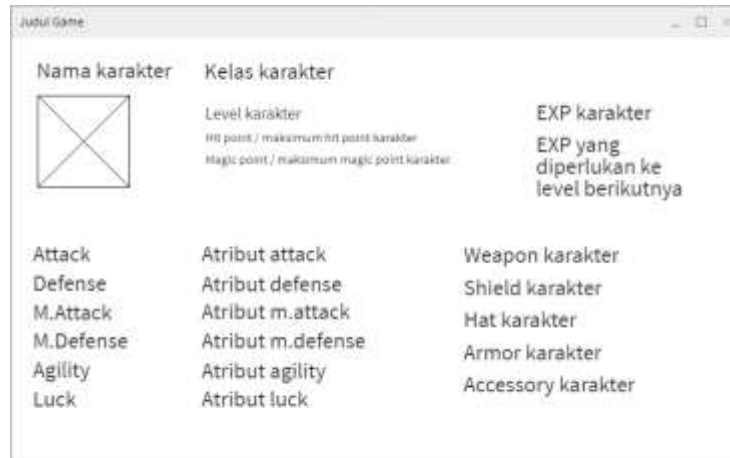 Judul Game
Nama karakter
Kelas karakter
Level karakter
Hit point / maksimum hit point karakter
Magic point / maksimum magic point karakter
EXP karakter
EXP yang
diperlukan ke
level berikutnya
Attack
Atribut attack
Defense
Atribut defense
M.Attack
Atribut m.attack
M.Defense
Atribut m.defense
Agility
Atribut agility
Luck
Atribut luck
Weapon karakter
Shield karakter
Hat karakter
Armor karakter
Accessory karakter